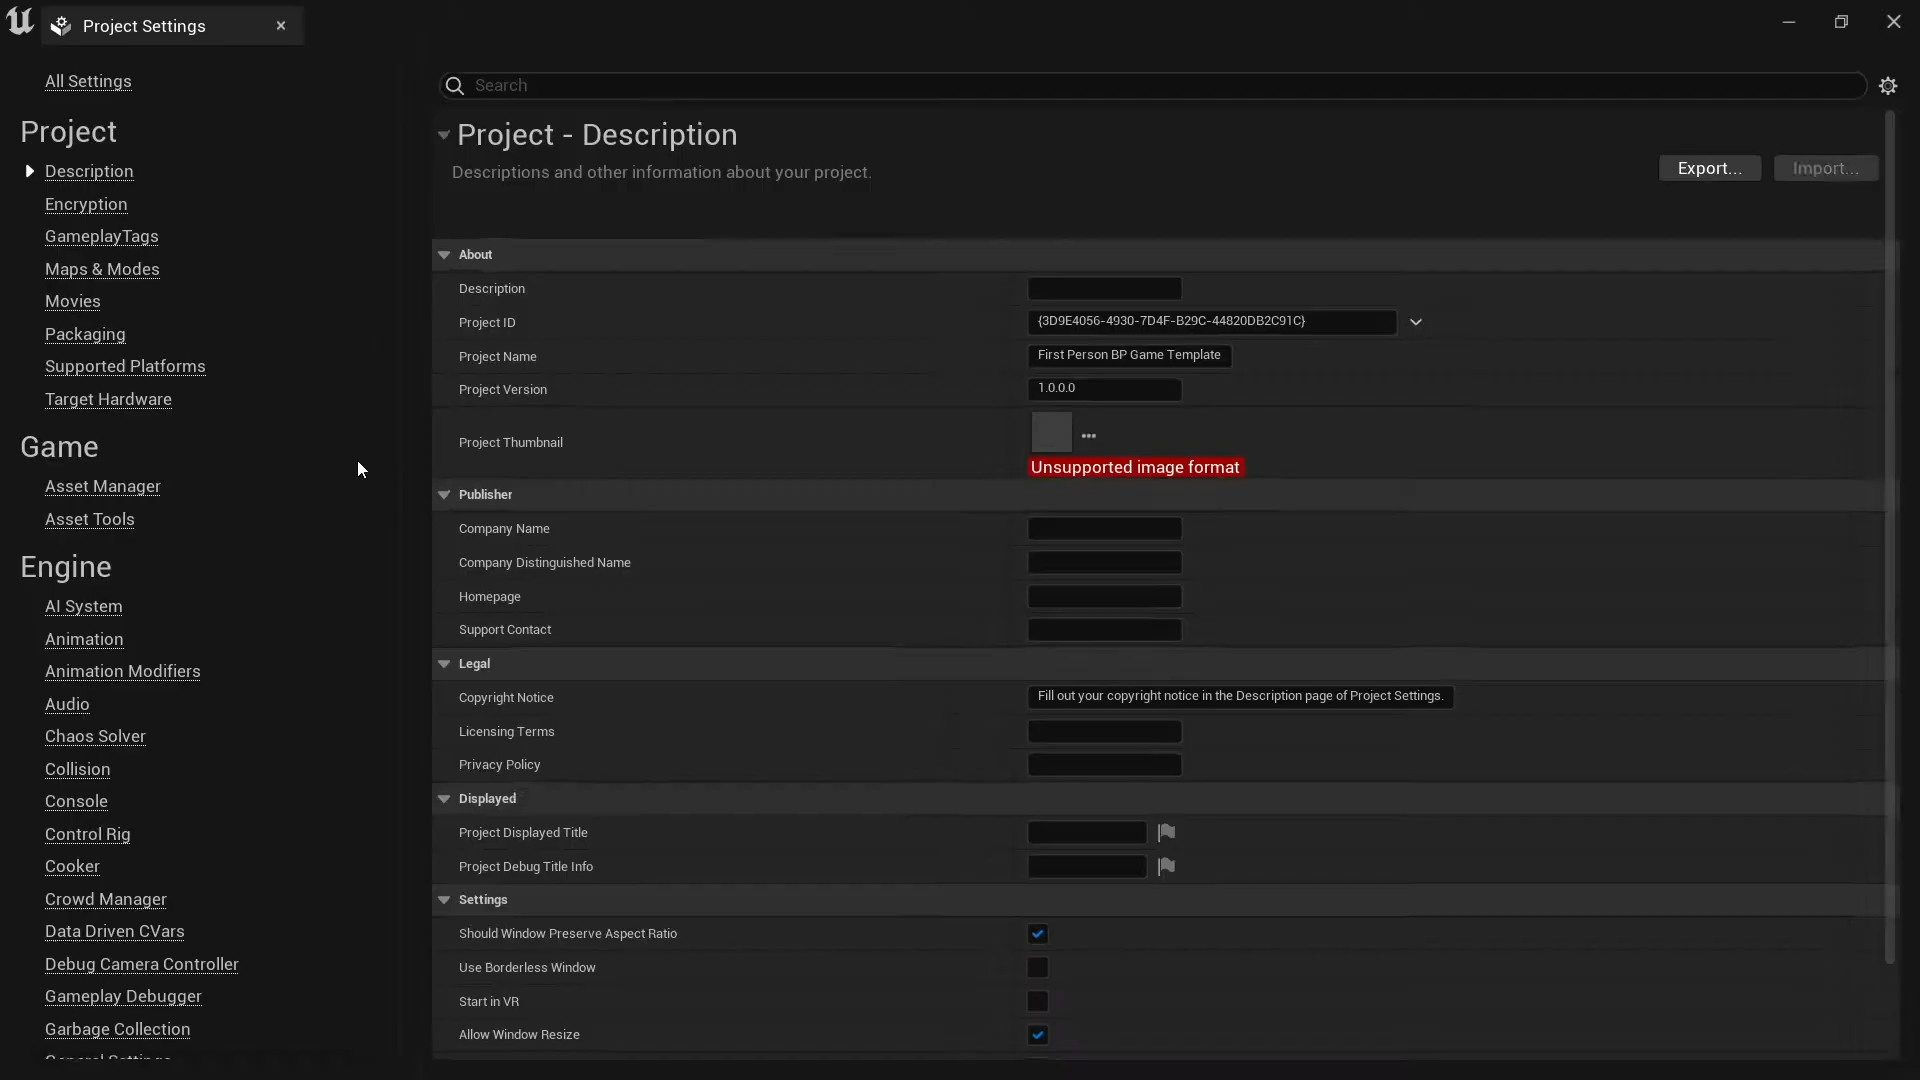 Project Settings
All Settings
Project
Description
Encryption
GameplayTags
Maps & Modes
Movies
Packaging
Supported Platforms
Target Hardware
Game
Asset Manager
Asset Tools
Engine
AI System
Animation
Animation Modifiers
Audio
Chaos Solver
Collision
Console
Control Rig
Cooker
Crowd Manager
Data Driven CVars
Debug Camera Controller
Gameplay Debugger
Garbage Collection
General Settings
Search
Project - Description
Descriptions and other information about your project.
Export...
Import...
About
Description
Project ID
{3D9E4056-4930-7D4F-B29C-44820DB2C91C}
Project Name
First Person BP Game Template
Project Version
1.0.0.0
Project Thumbnail
Unsupported image format
Publisher
Company Name
Company Distinguished Name
Homepage
Support Contact
Legal
Copyright Notice
Fill out your copyright notice in the Description page of Project Settings.
Licensing Terms
Privacy Policy
Displayed
Project Displayed Title
Project Debug Title Info
Settings
Should Window Preserve Aspect Ratio
Use Borderless Window
Start in VR
Allow Window Resize